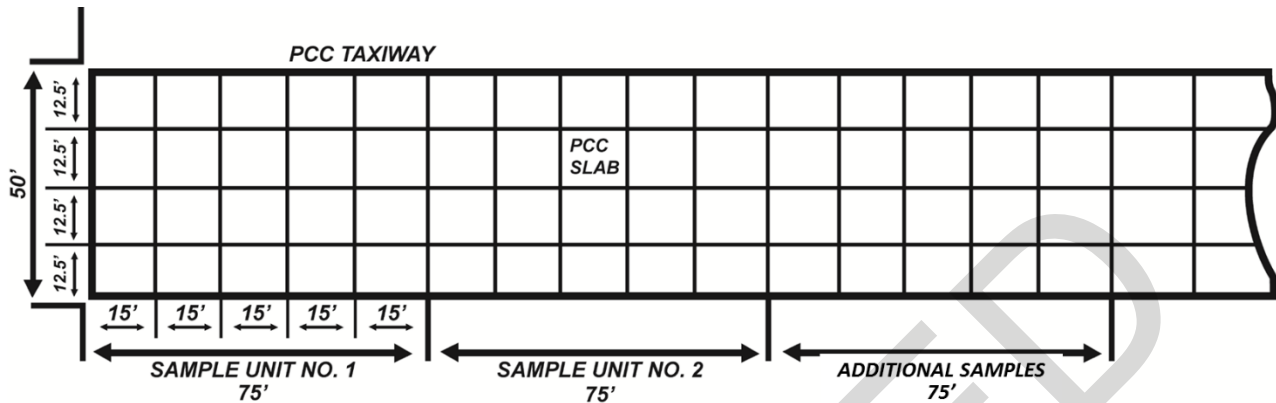 PCC TAXIWAY
12.5'
12.5'
12.5'
12.5'
50'
PCC
SLAB
15'
15'
15'
15'
15'
SAMPLE UNIT NO. 1
75'
SAMPLE UNIT NO. 2
75'
ADDITIONAL SAMPLES
75'